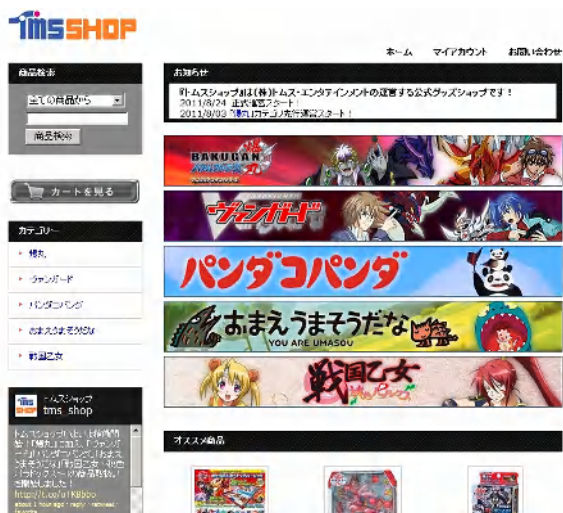 TMSSHOP
ホーム マイアカウント お問い合わせ
商品検索
全ての商品から
商品検索
カートを見る
カテゴリー
爆丸
ヴァンガード
パンダコパンダ
おまえうまそうだな
戦国乙女
トムスショップ
tms_shop
http://t.co/u1KBbbo
about 1 hour ago · reply · retweet ·
favorite
お知らせ
『トムスショップ』は(株)トムス・エンタテインメントの運営する公式グッズショップです！
2011/8/24 正式運営スタート！
2011/8/03 「爆丸」カテゴリ先行運営スタート！
BAKUGAN
ヴァンガード
パンダコパンダ
おまえうまそうだな
YOU ARE UMASOU
戦国乙女
オススメ商品